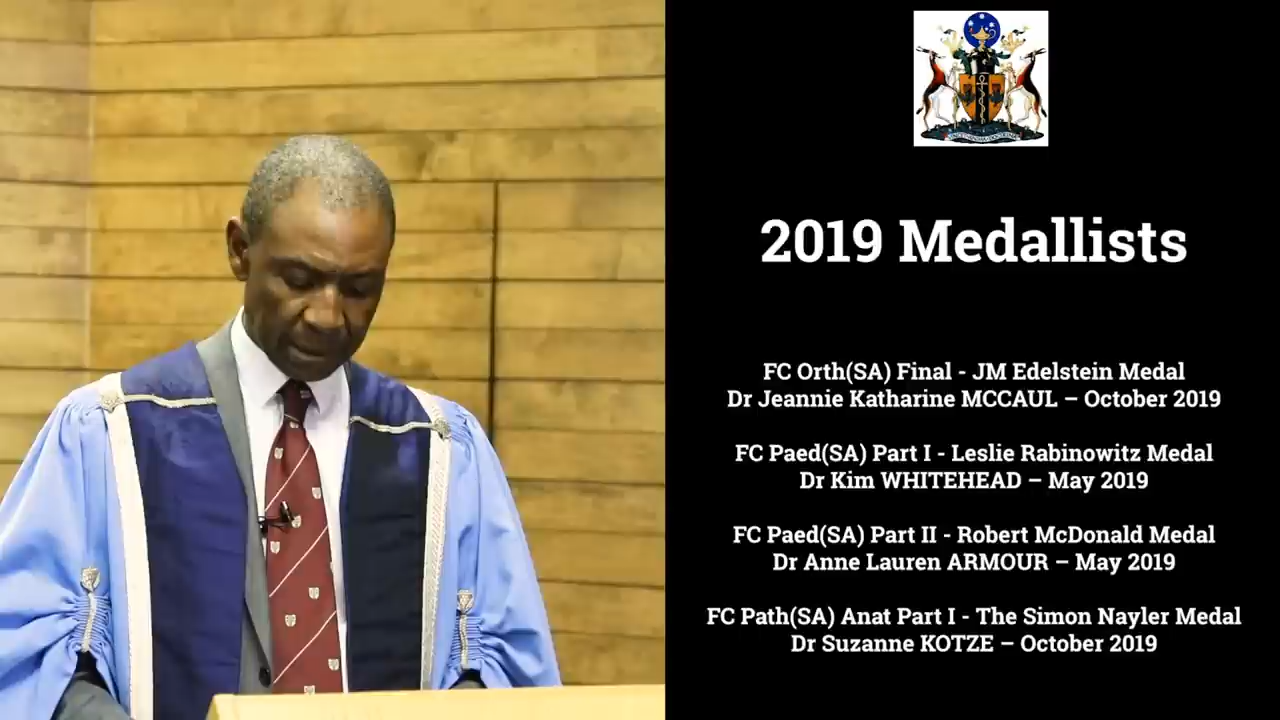 2019 Medallists
FC Orth(SA) Final - JM Edelstein Medal
Dr Jeannie Katharine MCCAUL – October 2019
FC Paed(SA) Part I - Leslie Rabinowitz Medal
Dr Kim WHITEHEAD – May 2019
FC Paed(SA) Part II - Robert McDonald Medal
Dr Anne Lauren ARMOUR – May 2019
FC Path(SA) Anat Part I - The Simon Nayler Medal
Dr Suzanne KOTZE – October 2019